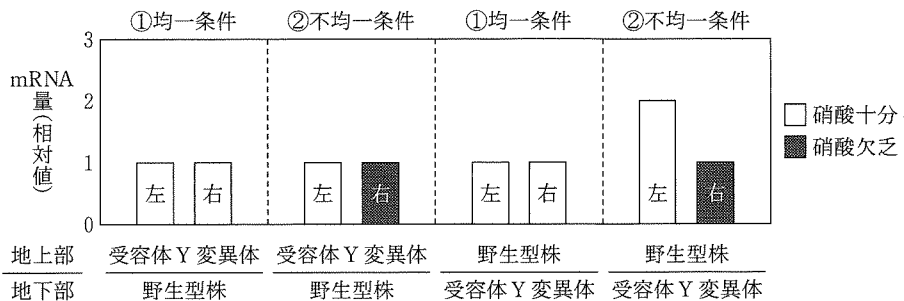 ①均一条件 ②不均一条件 ①均一条件 ②不均一条件
mRNA量(相対値)
3
2
1
0
左 右 左 右 左 右 左 右
硝酸十分
硝酸欠乏
地上部 受容体Y変異体 受容体Y変異体 野生型株 野生型株
地下部 野生型株 野生型株 受容体Y変異体 受容体Y変異体